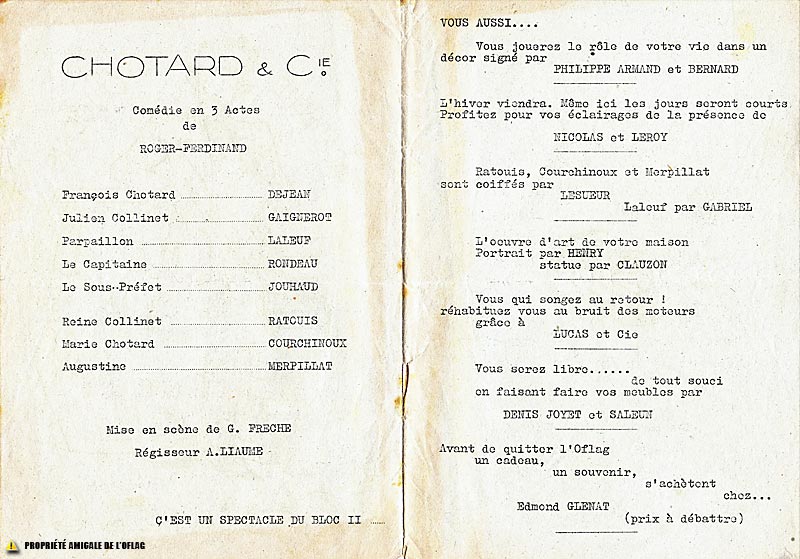 CHOTARD & CIE.
Comédie en 3 Actes
de
ROGER-FERDINAND
François Chotard ........ DEJEAN
Julien Collinet ........ GAIGNEROT
Parpaillon ........ LALEUF
Le Capitaine ........ RONDEAU
Le Sous-Préfet ........ JOUHAUD
Reine Collinet ........ RATOUIS
Marie Chotard ........ COURCHINOUX
Augustine ........ MERPILLAT
Mise en scène de G. FRECHE
Régisseur A.LIAUME
Ç'EST UN SPECTACLE DU BLOC II ......
PROPRIÉTÉ AMIGALE DE L'OFLAG
VOUS AUSSI....
Vous jouerez le rôle de votre vie dans un
décor signé par
PHILIPPE ARMAND et BERNARD
L'hiver viendra. Même ici les jours seront courts
Profitez pour vos éclairages de la présence de
NICOLAS et LEROY
Ratouis, Courchinoux et Merpillat
sont coiffés par
LESUEUR
Laleuf par GABRIEL
L'oeuvre d'art de votre maison
Portrait par HENRY
statue par CLAUZON
Vous qui songez au retour !
réhabituez vous au bruit des moteurs
grâce à
LUCAS et Cie
Vous serez libre......
de tout souci
en faisant faire vos meubles par
DENIS JOYET et SALEUN
Avant de quitter l'Oflag
un cadeau,
un souvenir,
s'achètent
chez...
Edmond GLENAT
(prix à débattre)